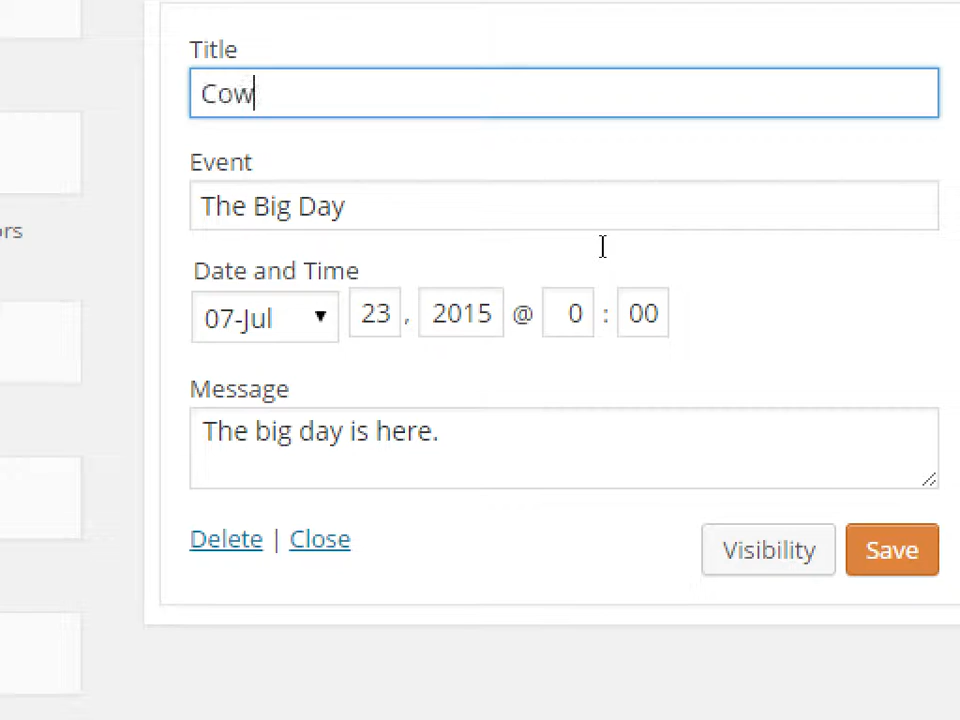 Title
Cow
Event
The Big Day
ors
Date and Time
07-Jul 23 , 2015 @ 0 : 00
Message
The big day is here.
Delete | Close
Visibility
Save